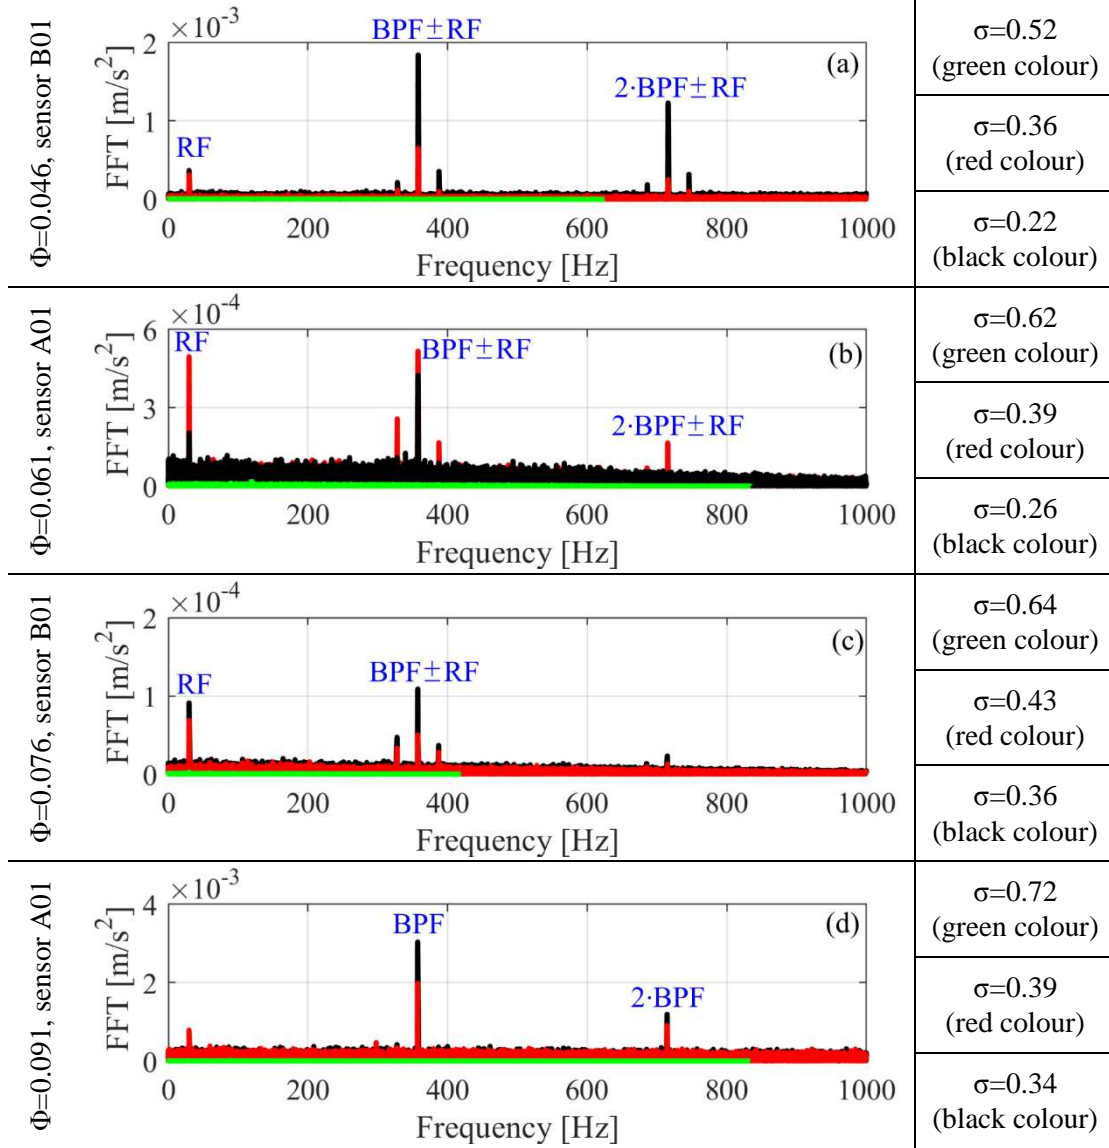 Φ=0.046, sensor B01
×10-3
FFT [m/s2]
2
1
0
RF
BPF±RF
2·BPF±RF
(a)
0 200 400 600 800 1000
Frequency [Hz]
σ=0.52
(green colour)
σ=0.36
(red colour)
σ=0.22
(black colour)
Φ=0.061, sensor A01
×10-4
FFT [m/s2]
6
3
0
RF
BPF±RF
2·BPF±RF
(b)
0 200 400 600 800 1000
Frequency [Hz]
σ=0.62
(green colour)
σ=0.39
(red colour)
σ=0.26
(black colour)
Φ=0.076, sensor B01
×10-4
FFT [m/s2]
2
1
0
RF
BPF±RF
(c)
0 200 400 600 800 1000
Frequency [Hz]
σ=0.64
(green colour)
σ=0.43
(red colour)
σ=0.36
(black colour)
Φ=0.091, sensor A01
×10-3
FFT [m/s2]
4
2
0
BPF
2·BPF
(d)
0 200 400 600 800 1000
Frequency [Hz]
σ=0.72
(green colour)
σ=0.39
(red colour)
σ=0.34
(black colour)